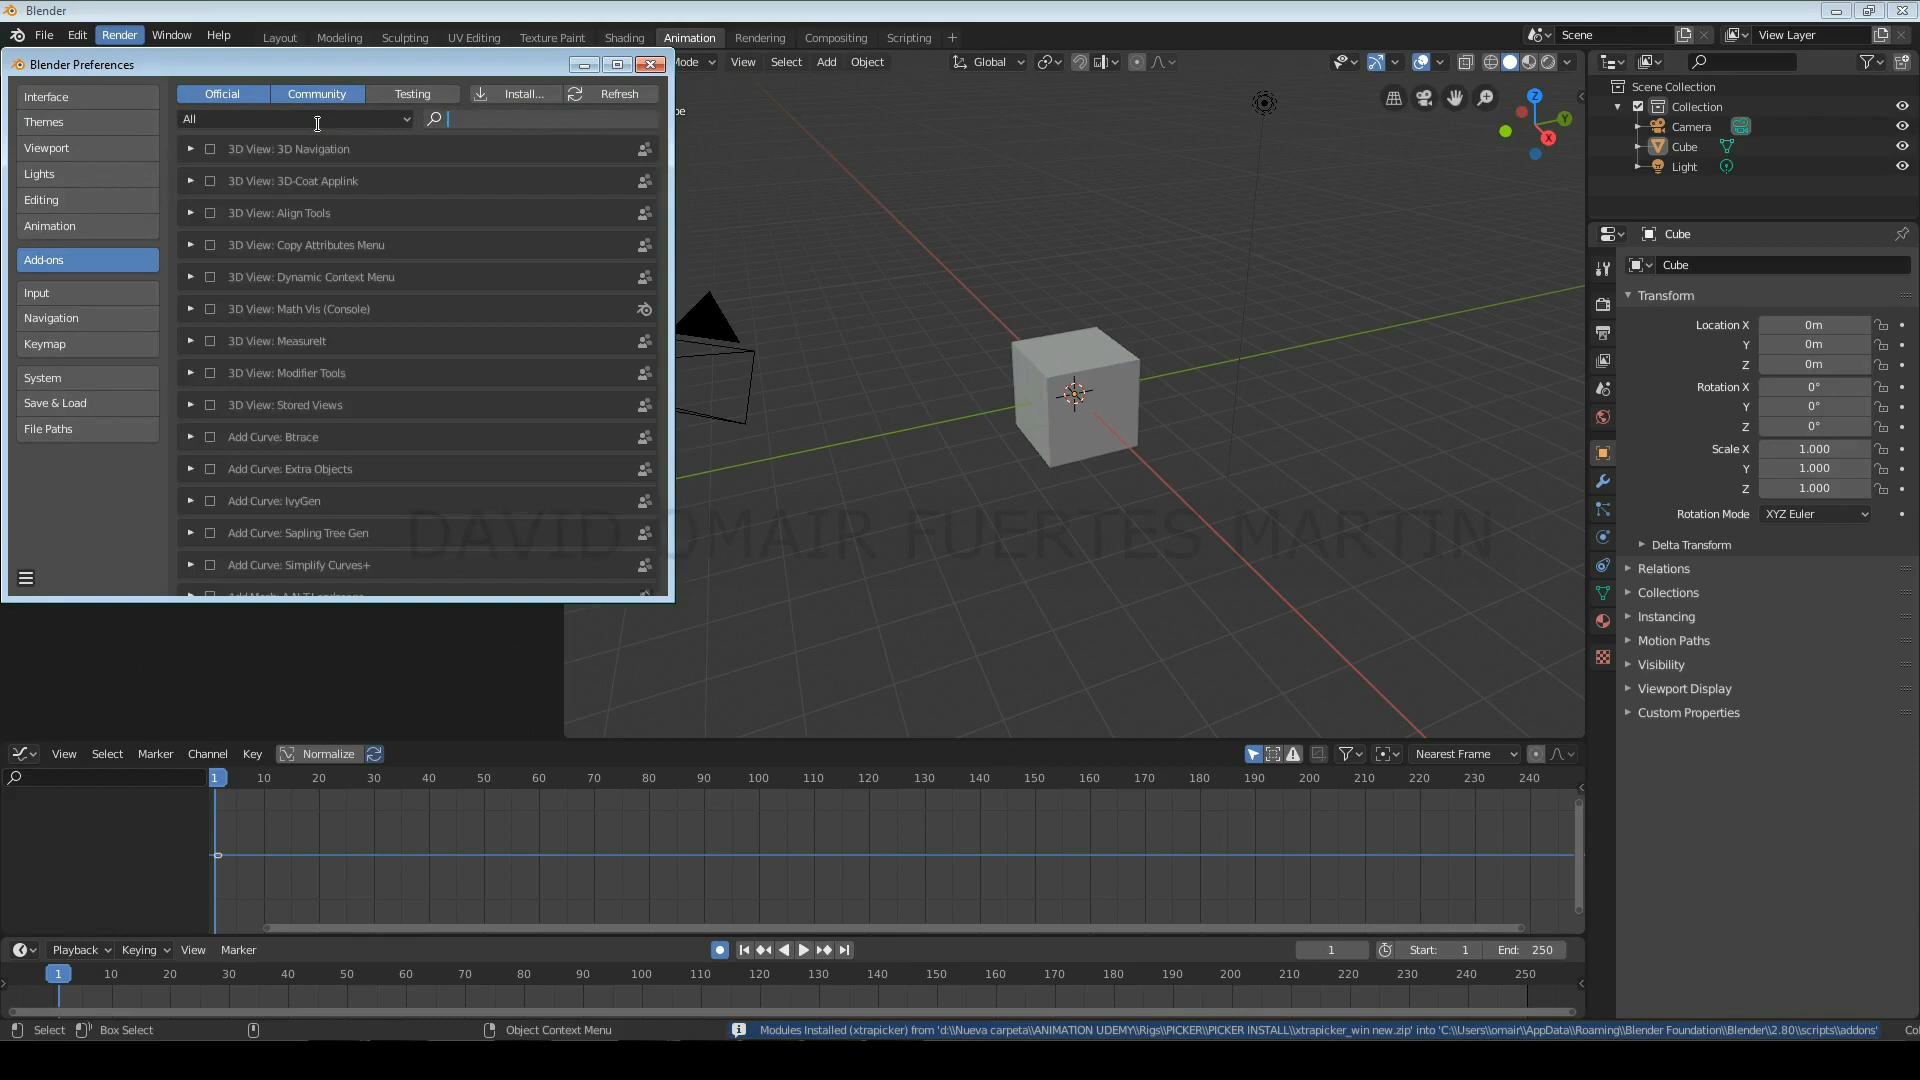 Blender
File Edit Render Window Help
Layout Modeling Sculpting UV Editing Texture Paint Shading Animation Rendering Compositing Scripting
Scene
View Layer
Blender Preferences
Mode View Select Add Object
Global
Interface
Themes
Viewport
Lights
Editing
Animation
Add-ons
Input
Navigation
Keymap
System
Save & Load
File Paths
Official Community Testing Install... Refresh
All
3D View: 3D Navigation
3D View: 3D-Coat Applink
3D View: Align Tools
3D View: Copy Attributes Menu
3D View: Dynamic Context Menu
3D View: Math Vis (Console)
3D View: MeasureIt
3D View: Modifier Tools
3D View: Stored Views
Add Curve: Btrace
Add Curve: Extra Objects
Add Curve: IvyGen
Add Curve: Sapling Tree Gen
Add Curve: Simplify Curves+
Z
Y
X
DAVID OMAIR FUERTES MARTIN
Scene Collection
Collection
Camera
Cube
Light
Cube
Cube
Transform
Location X 0m
Y 0m
Z 0m
Rotation X 0°
Y 0°
Z 0°
Scale X 1.000
Y 1.000
Z 1.000
Rotation Mode XYZ Euler
Delta Transform
Relations
Collections
Instancing
Motion Paths
Visibility
Viewport Display
Custom Properties
View Select Marker Channel Key Normalize
Nearest Frame
1 10 20 30 40 50 60 70 80 90 100 110 120 130 140 150 160 170 180 190 200 210 220 230 240
Playback Keying View Marker
1 Start: 1 End: 250
1 10 20 30 40 50 60 70 80 90 100 110 120 130 140 150 160 170 180 190 200 210 220 230 240 250
Select Box Select Object Context Menu
Modules Installed (xtrapicker) from 'd:\\Nueva carpeta\\ANIMATION UDEMY\\Rigs\\PICKER\\PICKER INSTALL\\xtrapicker_win new.zip' into 'C:\\Users\\omair\\AppData\\Roaming\\Blender Foundation\\Blender\\2.80\\scripts\\addons'